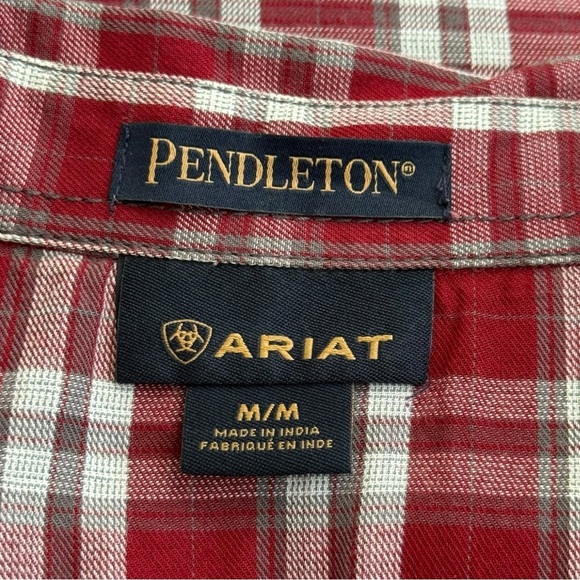 PENDLETON®
ARIAT
M/M
MADE IN INDIA
FABRIQUÉ EN INDE